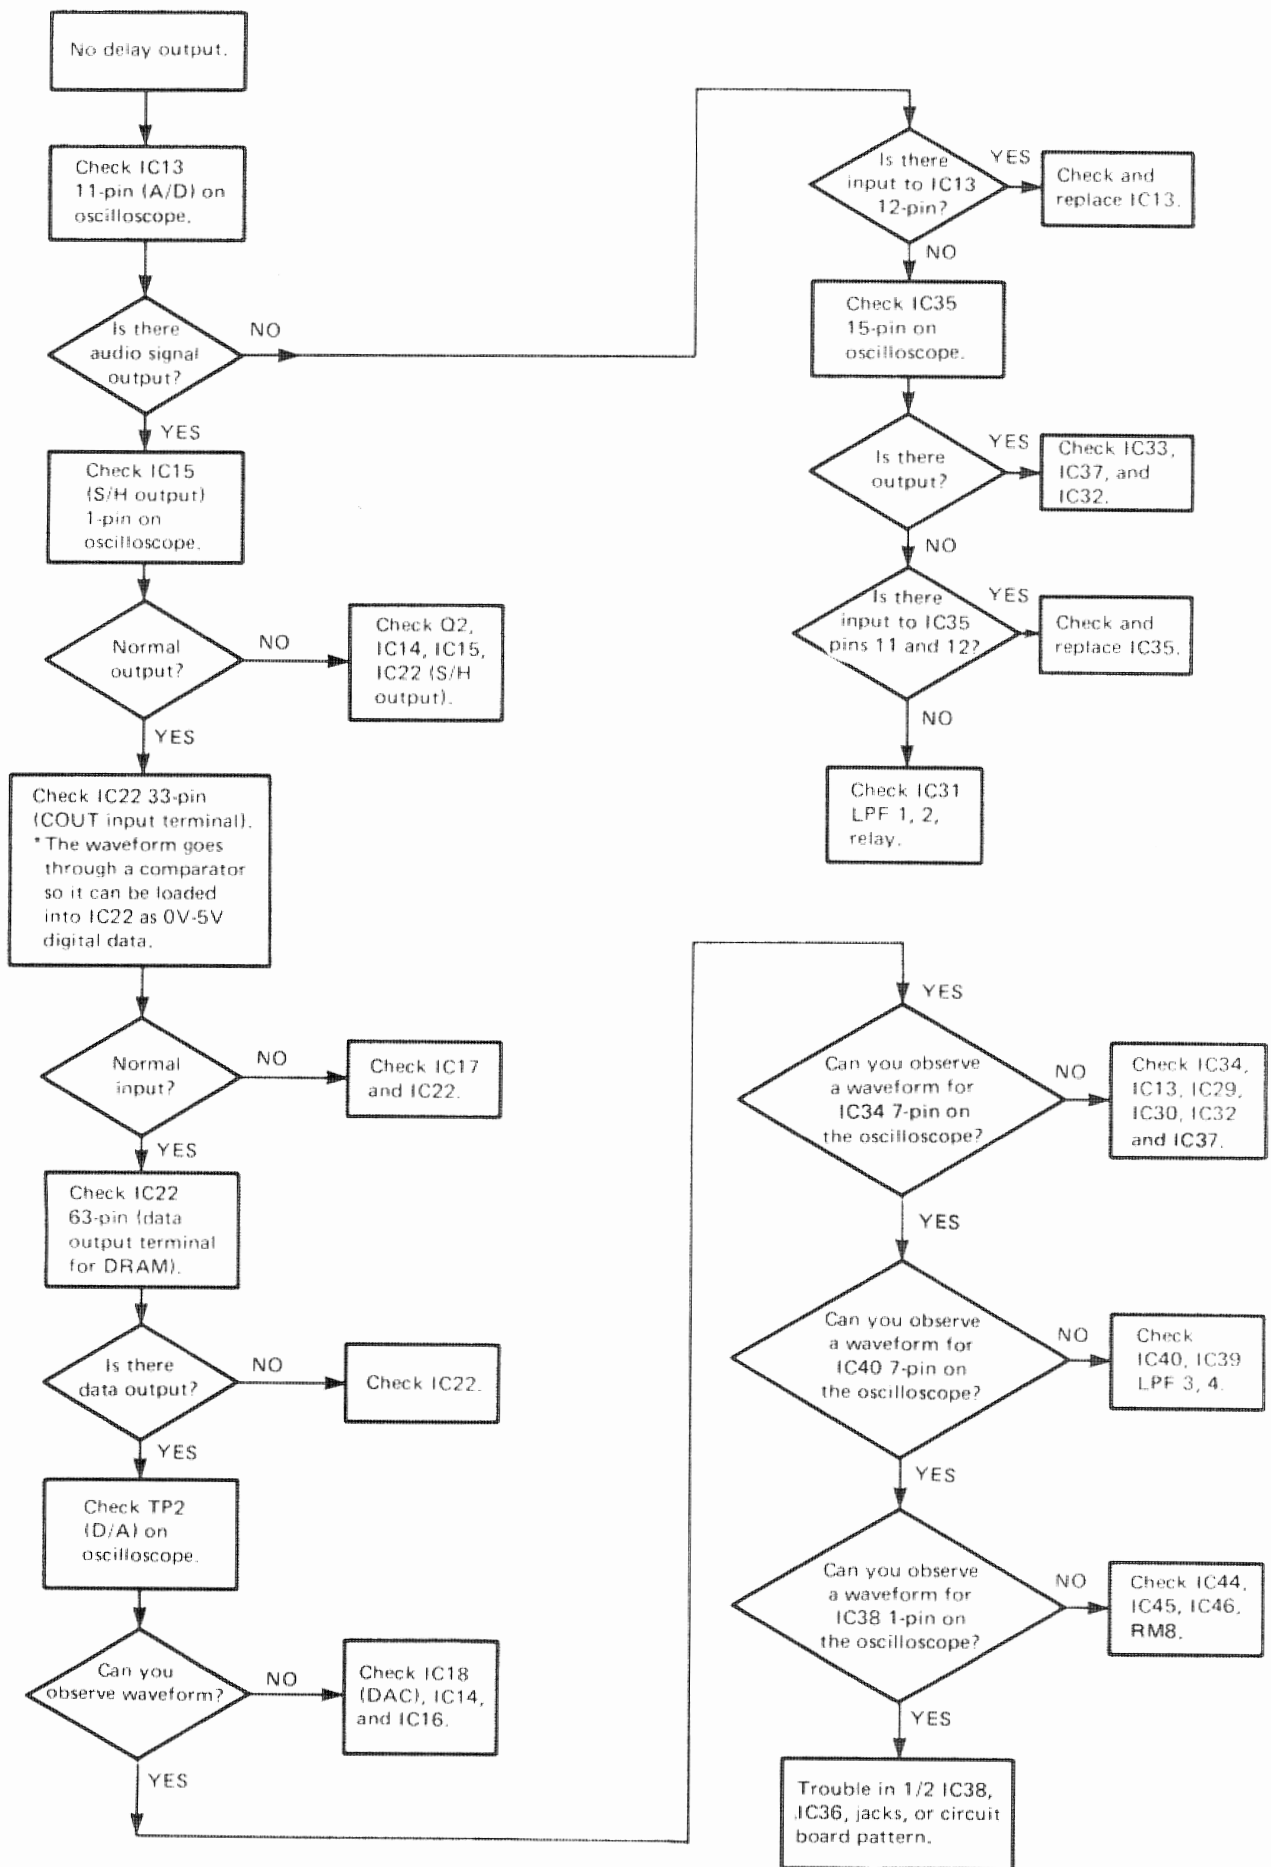 No delay output.
Check IC13
11-pin (A/D) on
oscilloscope.
Is there
audio signal
output?
NO
YES
Check IC15
(S/H output)
1-pin on
oscilloscope.
Normal
output?
NO
Check Q2,
IC14, IC15,
IC22 (S/H
output).
YES
Check IC22 33-pin
(COUT input terminal).
* The waveform goes
through a comparator
so it can be loaded
into IC22 as 0V-5V
digital data.
Normal
input?
NO
Check IC17
and IC22.
YES
Check IC22
63-pin (data
output terminal
for DRAM).
Is there
data output?
NO
Check IC22.
YES
Check TP2
(D/A) on
oscilloscope.
Can you
observe waveform?
NO
Check IC18
(DAC), IC14,
and IC16.
YES
Is there
input to IC13
12-pin?
YES
Check and
replace IC13.
NO
Check IC35
15-pin on
oscilloscope.
Is there
output?
YES
Check IC33,
IC37, and
IC32.
NO
Is there
input to IC35
pins 11 and 12?
YES
Check and
replace IC35.
NO
Check IC31
LPF 1, 2,
relay.
YES
Can you observe
a waveform for
IC34 7-pin on
the oscilloscope?
NO
Check IC34,
IC13, IC29,
IC30, IC32
and IC37.
YES
Can you observe
a waveform for
IC40 7-pin on
the oscilloscope?
NO
Check
IC40, IC39
LPF 3, 4.
YES
Can you observe
a waveform for
IC38 1-pin on
the oscilloscope?
NO
Check IC44,
IC45, IC46,
RM8.
YES
Trouble in 1/2 IC38,
IC36, jacks, or circuit
board pattern.